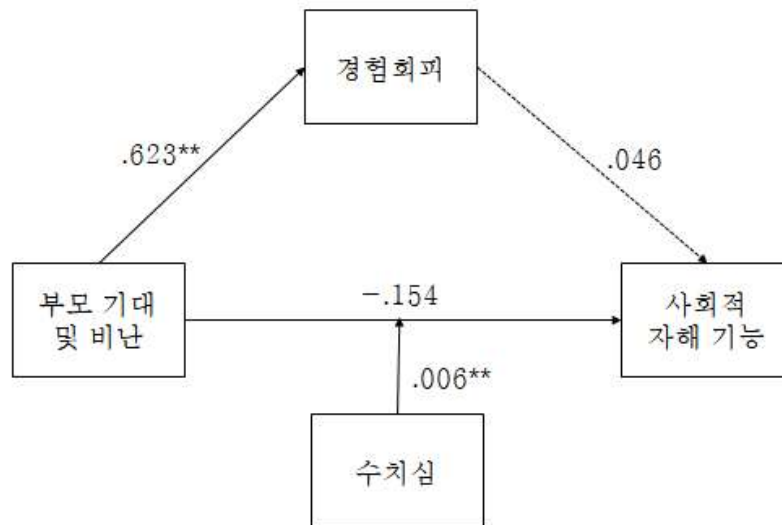 경험회피
.623**
.046
부모 기대
및 비난
-.154
사회적
자해 기능
.006**
수치심